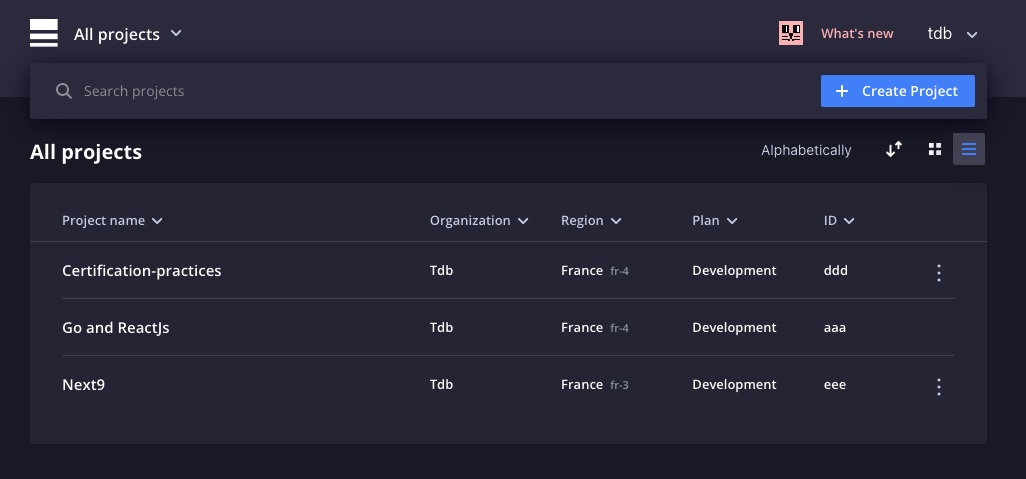 All projects
What's new
tdb
Search projects
Create Project
All projects
Alphabetically
Project name Organization Region Plan ID
Certification-practices Tdb France fr-4 Development ddd
Go and ReactJs Tdb France fr-4 Development aaa
Next9 Tdb France fr-3 Development eee